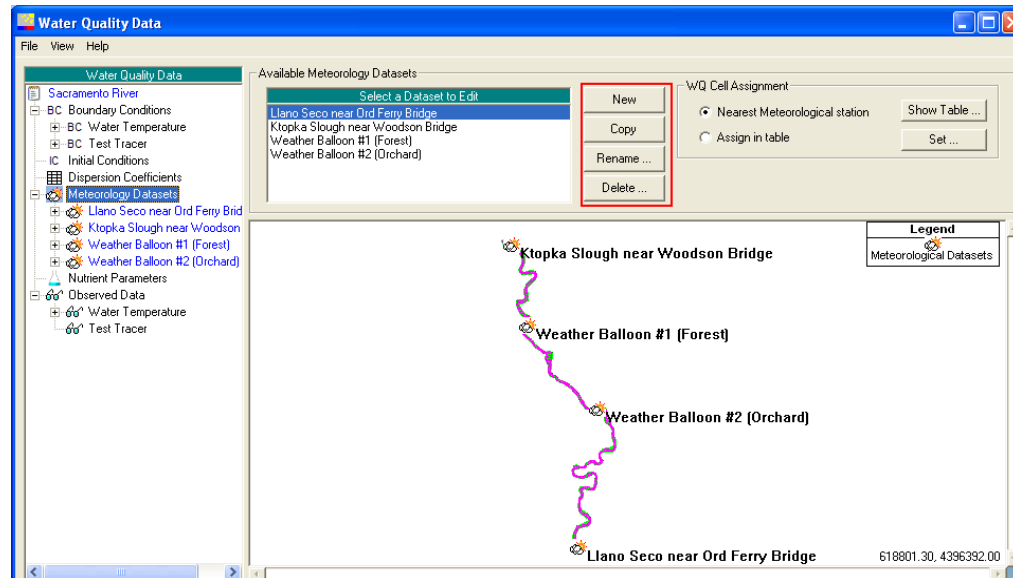 Water Quality Data
File View Help
Water Quality Data
Sacramento River
BC Boundary Conditions
BC Water Temperature
BC Test Tracer
IC Initial Conditions
Dispersion Coefficients
Meteorology Datasets
Llano Seco near Ord Ferry Brid
Ktopka Slough near Woodson
Weather Balloon #1 (Forest)
Weather Balloon #2 (Orchard)
Nutrient Parameters
Observed Data
Water Temperature
Test Tracer
Available Meteorology Datasets
Select a Dataset to Edit
Llano Seco near Ord Ferry Bridge
Ktopka Slough near Woodson Bridge
Weather Balloon #1 (Forest)
Weather Balloon #2 (Orchard)
New
Copy
Rename ...
Delete ...
WQ Cell Assignment
Nearest Meteorological station
Assign in table
Show Table ...
Set ...
Legend
Meteorological Datasets
Ktopka Slough near Woodson Bridge
Weather Balloon #1 (Forest)
Weather Balloon #2 (Orchard)
Llano Seco near Ord Ferry Bridge
618801.30, 4396392.00